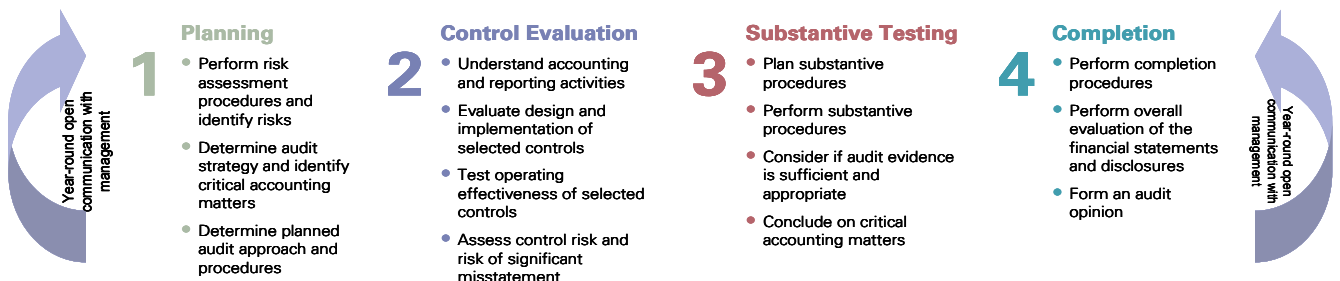 Year-round open
communication with
management
1
Planning
Perform risk
assessment
procedures and
identify risks
Determine audit
strategy and identify
critical accounting
matters
Determine planned
audit approach and
procedures
2
Control Evaluation
Understand accounting
and reporting activities
Evaluate design and
implementation of
selected controls
Test operating
effectiveness of selected
controls
Assess control risk and
risk of significant
misstatement
3
Substantive Testing
Plan substantive
procedures
Perform substantive
procedures
Consider if audit evidence
is sufficient and
appropriate
Conclude on critical
accounting matters
4
Completion
Perform completion
procedures
Perform overall
evaluation of the
financial statements
and disclosures
Form an audit
opinion
Year-round open
communication with
management